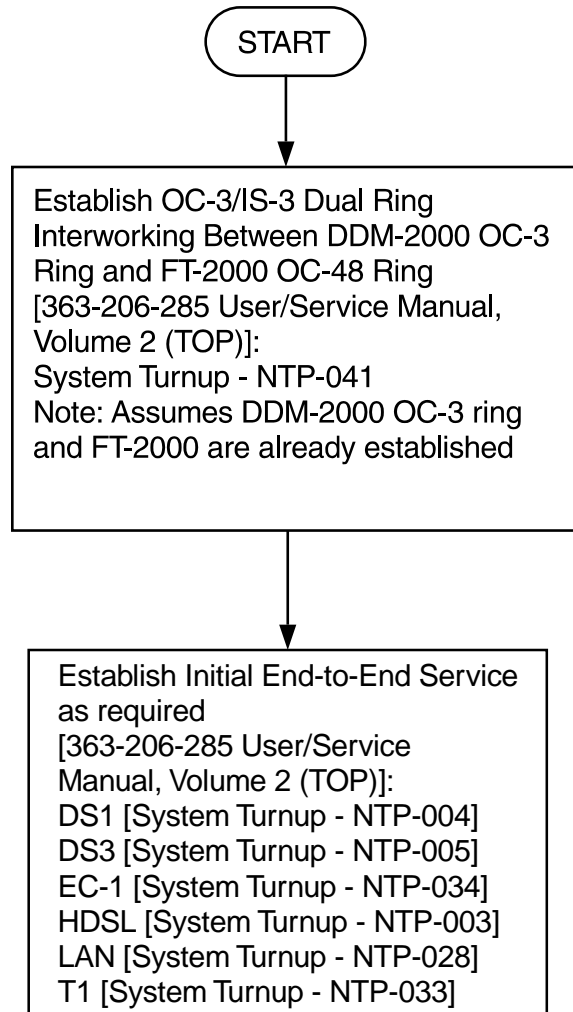 START
Establish OC-3/IS-3 Dual Ring
Interworking Between DDM-2000 OC-3
Ring and FT-2000 OC-48 Ring
[363-206-285 User/Service Manual,
Volume 2 (TOP)]:
System Turnup - NTP-041
Note: Assumes DDM-2000 OC-3 ring
and FT-2000 are already established
Establish Initial End-to-End Service
as required
[363-206-285 User/Service
Manual, Volume 2 (TOP)]:
DS1 [System Turnup - NTP-004]
DS3 [System Turnup - NTP-005]
EC-1 [System Turnup - NTP-034]
HDSL [System Turnup - NTP-003]
LAN [System Turnup - NTP-028]
T1 [System Turnup - NTP-033]